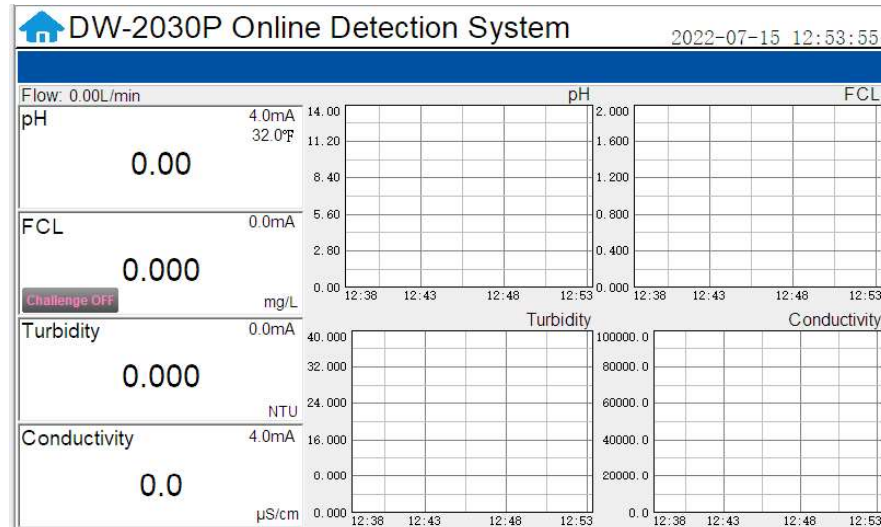 DW-2030P Online Detection System
2022-07-15 12:53:55
Flow: 0.00L/min
pH
4.0mA
32.0℉
0.00
FCL
0.0mA
0.000
Challenge OFF
mg/L
Turbidity
0.0mA
0.000
NTU
Conductivity
4.0mA
0.0
µS/cm
pH
14.00
11.20
8.40
5.60
2.80
0.00
12:38 12:43 12:48 12:53
FCL
2.000
1.600
1.200
0.800
0.400
0.000
12:38 12:43 12:48 12:53
Turbidity
40.000
32.000
24.000
16.000
0.000
0.000
12:38 12:43 12:48 12:53
Conductivity
100000.0
80000.0
60000.0
40000.0
20000.0
0.0
12:38 12:43 12:48 12:53